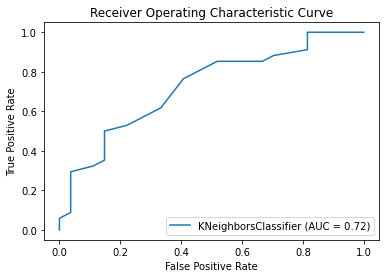 Receiver Operating Characteristic Curve
True Positive Rate
1.0
0.8
0.6
0.4
0.2
0.0
KNeighborsClassifier (AUC = 0.72)
0.0 0.2 0.4 0.6 0.8 1.0
False Positive Rate